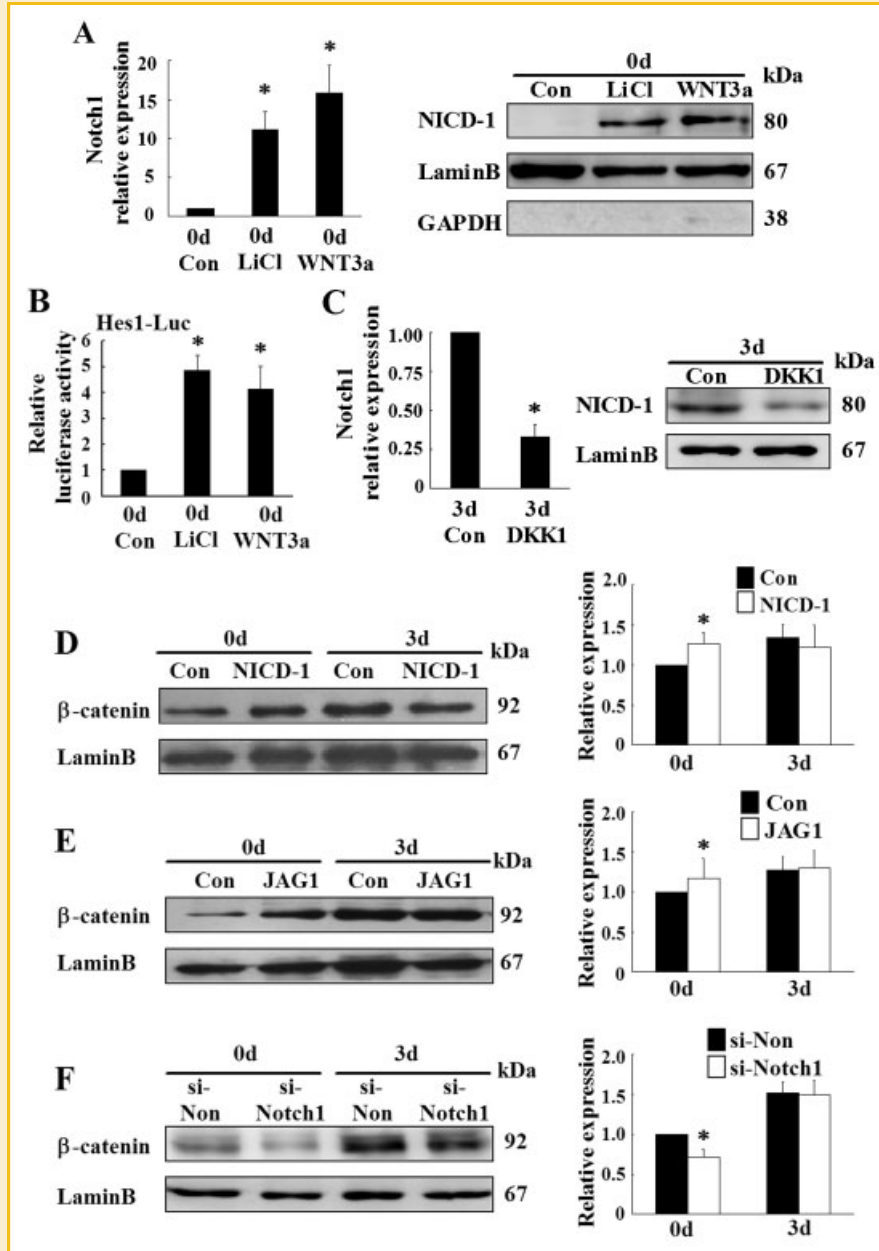 A
Notch1
relative expression
20
15
10
5
0
* *
0d 0d 0d
Con LiCl WNT3a
0d
Con LiCl WNT3a kDa
NICD-1 80
LaminB 67
GAPDH 38
B
Hes1-Luc
Relative
luciferase activity
6
5
4
3
2
1
0
* *
0d 0d 0d
Con LiCl WNT3a
C
Notch1
relative expression
1.00
0.75
0.50
0.25
0
*
3d 3d
Con DKK1
3d
Con DKK1 kDa
NICD-1 80
LaminB 67
D
0d 3d
Con NICD-1 Con NICD-1 kDa
β-catenin 92
LaminB 67
Con
NICD-1
Relative expression
2.0
1.5
1.0
0.5
0
*
0d 3d
E
0d 3d
Con JAG1 Con JAG1 kDa
β-catenin 92
LaminB 67
Con
JAG1
Relative expression
2.0
1.5
1.0
0.5
0
*
0d 3d
F
0d 3d kDa
si- si- si- si-
Non Notch1 Non Notch1
β-catenin 92
LaminB 67
si-Non
si-Notch1
Relative expression
2.0
1.5
1.0
0.5
0
*
0d 3d